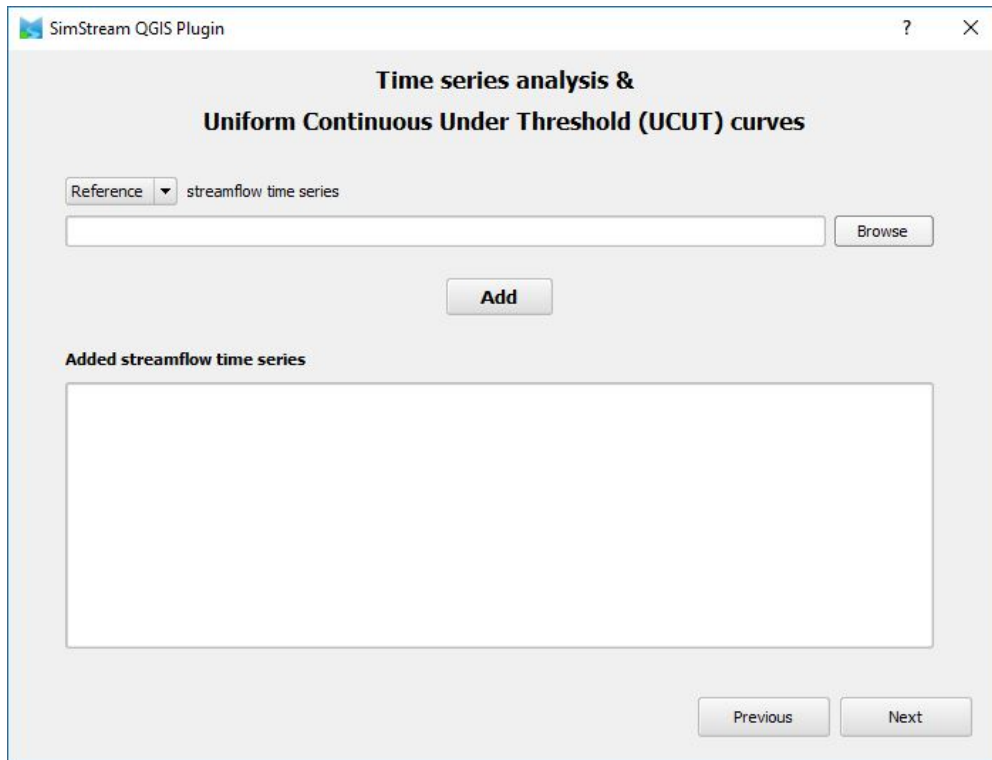 SimStream QGIS Plugin ?
Time series analysis &
Uniform Continuous Under Threshold (UCUT) curves
Reference streamflow time series
Browse
Add
Added streamflow time series
Previous Next